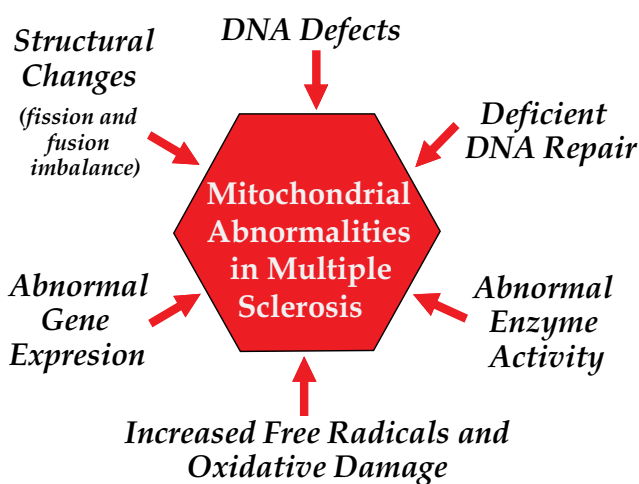 DNA Defects
Structural
Changes
(fission and
fusion
imbalance)
Deficient
DNA Repair
Mitochondrial
Abnormalities
in Multiple
Sclerosis
Abnormal
Gene
Expresion
Abnormal
Enzyme
Activity
Increased Free Radicals and
Oxidative Damage